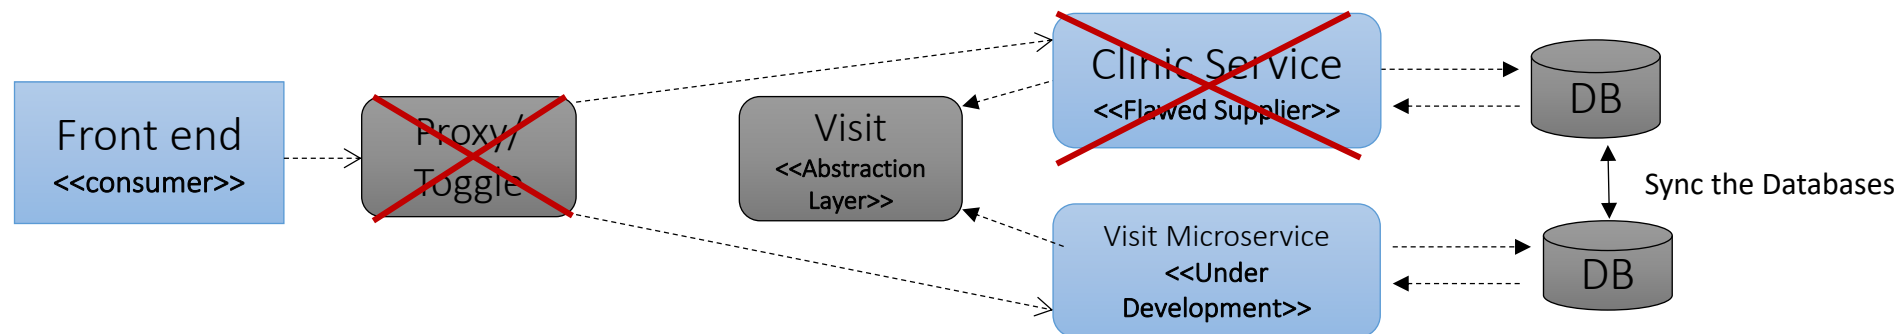 Front end
<<consumer>>
Proxy/
Toggle
Visit
<<Abstraction
Layer>>
Clinic Service
<<Flawed Supplier>>
DB
Sync the Databases
Visit Microservice
<<Under
Development>>
DB